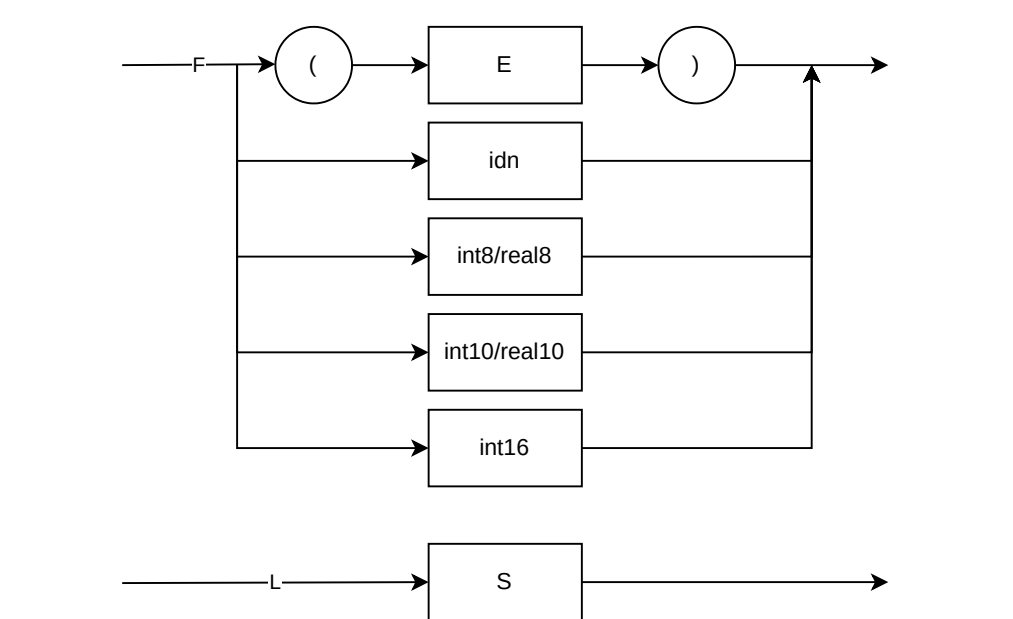 F ( E )
idn
int8/real8
int10/real10
int16
L S